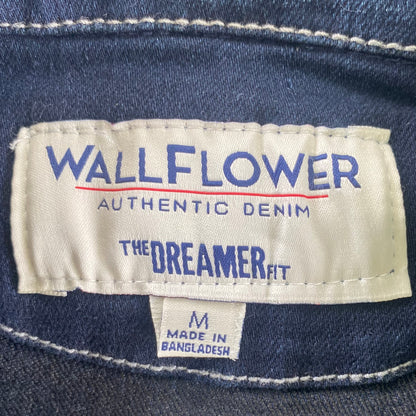 WALLFLOWER
AUTHENTIC DENIM
THE DREAMER FIT
M
MADE IN
BANGLADESH